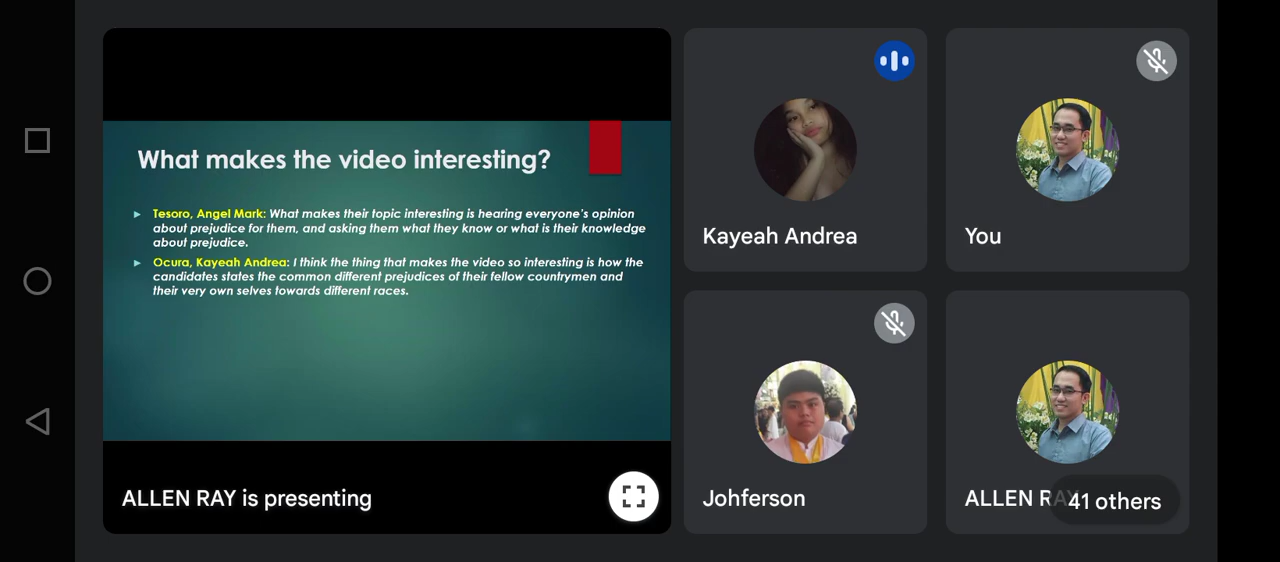 What makes the video interesting?
Tesoro, Angel Mark: What makes their topic interesting is hearing everyone's opinion
about prejudice for them, and asking them what they know or what is their knowledge
about prejudice.
Ocura, Kayeah Andrea: I think the thing that makes the video so interesting is how the
candidates states the common different prejudices of their fellow countrymen and
their very own selves towards different races.
ALLEN RAY is presenting
Kayeah Andrea
You
Johferson
ALLEN RAY
41 others